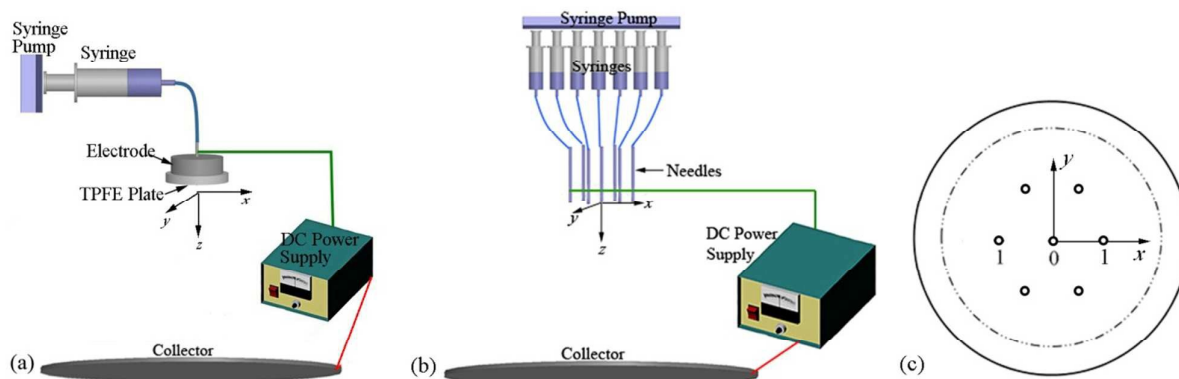 Syringe
Pump
Syringe
Electrode
TPFE Plate
x
y
z
DC Power
Supply
Collector
(a)
Syringe Pump
Syringes
Needles
x
y
z
DC Power
Supply
Collector
(b)
y
1
0
1
x
(c)